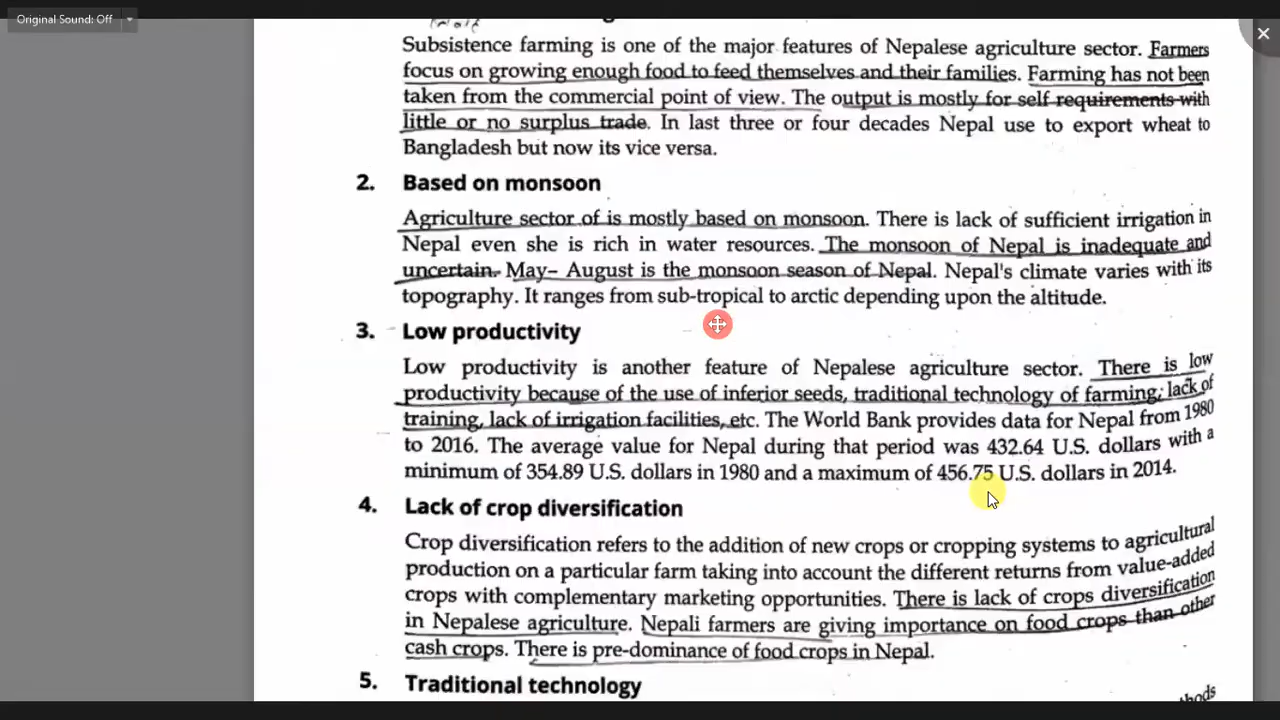 Original Sound: Off
Subsistence farming is one of the major features of Nepalese agriculture sector. Farmers
focus on growing enough food to feed themselves and their families. Farming has not been
taken from the commercial point of view. The output is mostly for self requirements with
little or no surplus trade. In last three or four decades Nepal use to export wheat to
Bangladesh but now its vice versa.
2. Based on monsoon
Agriculture sector of is mostly based on monsoon. There is lack of sufficient irrigation in
Nepal even she is rich in water resources. The monsoon of Nepal is inadequate and
uncertain. May– August is the monsoon season of Nepal. Nepal's climate varies with its
topography. It ranges from sub-tropical to arctic depending upon the altitude.
3. Low productivity
Low productivity is another feature of Nepalese agriculture sector. There is low
productivity because of the use of inferior seeds, traditional technology of farming, lack of
training, lack of irrigation facilities, etc. The World Bank provides data for Nepal from 1980
to 2016. The average value for Nepal during that period was 432.64 U.S. dollars with a
minimum of 354.89 U.S. dollars in 1980 and a maximum of 456.75 U.S. dollars in 2014.
4. Lack of crop diversification
Crop diversification refers to the addition of new crops or cropping systems to agricultural
production on a particular farm taking into account the different returns from value-added
crops with complementary marketing opportunities. There is lack of crops diversification
in Nepalese agriculture. Nepali farmers are giving importance on food crops than other
cash crops. There is pre-dominance of food crops in Nepal.
5. Traditional technology